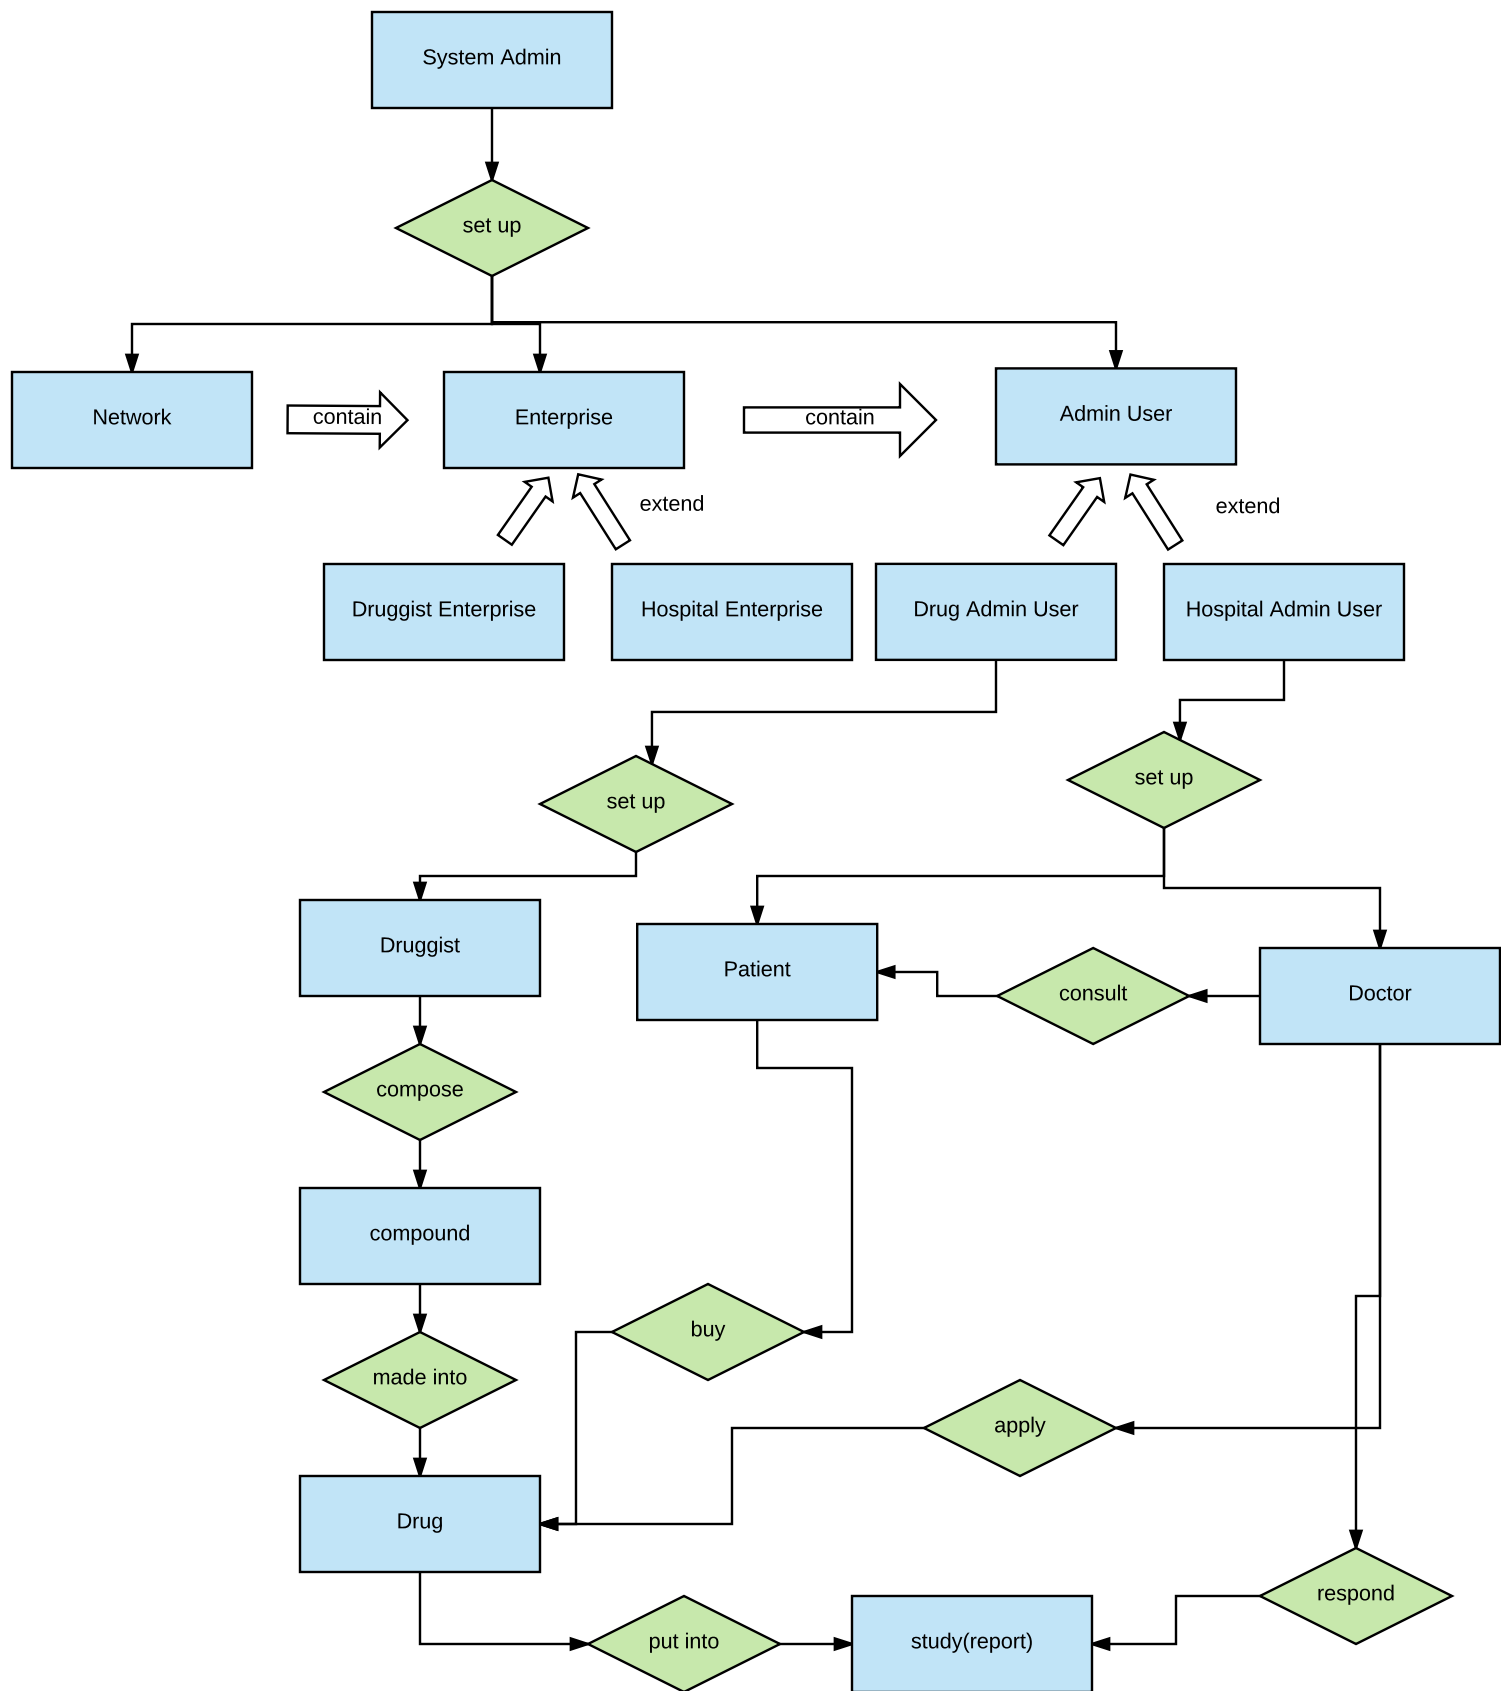 System Admin
set up
Network
contain
Enterprise
contain
Admin User
extend
extend
Druggist Enterprise
Hospital Enterprise
Drug Admin User
Hospital Admin User
set up
set up
Druggist
Patient
consult
Doctor
compose
compound
buy
made into
apply
Drug
respond
put into
study(report)